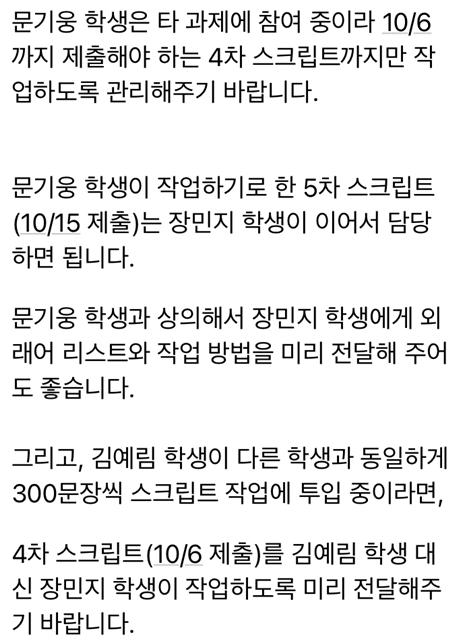 문기웅 학생은 타 과제에 참여 중이라 10/6
까지 제출해야 하는 4차 스크립트까지만 작
업하도록 관리해주기 바랍니다.
문기웅 학생이 작업하기로 한 5차 스크립트
(10/15 제출)는 장민지 학생이 이어서 담당
하면 됩니다.
문기웅 학생과 상의해서 장민지 학생에게 외
래어 리스트와 작업 방법을 미리 전달해 주어
도 좋습니다.
그리고, 김예림 학생이 다른 학생과 동일하게
300문장씩 스크립트 작업에 투입 중이라면,
4차 스크립트(10/6 제출)를 김예림 학생 대
신 장민지 학생이 작업하도록 미리 전달해주
기 바랍니다.